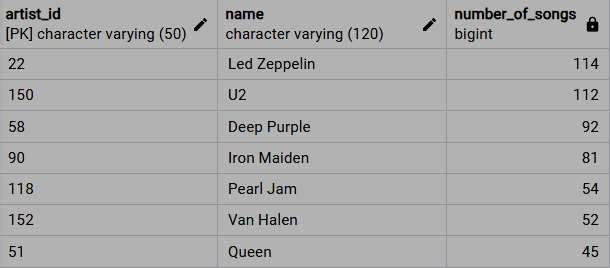 artist_id name number_of_songs
[PK] character varying (50) character varying (120) bigint
22 Led Zeppelin 114
150 U2 112
58 Deep Purple 92
90 Iron Maiden 81
118 Pearl Jam 54
152 Van Halen 52
51 Queen 45